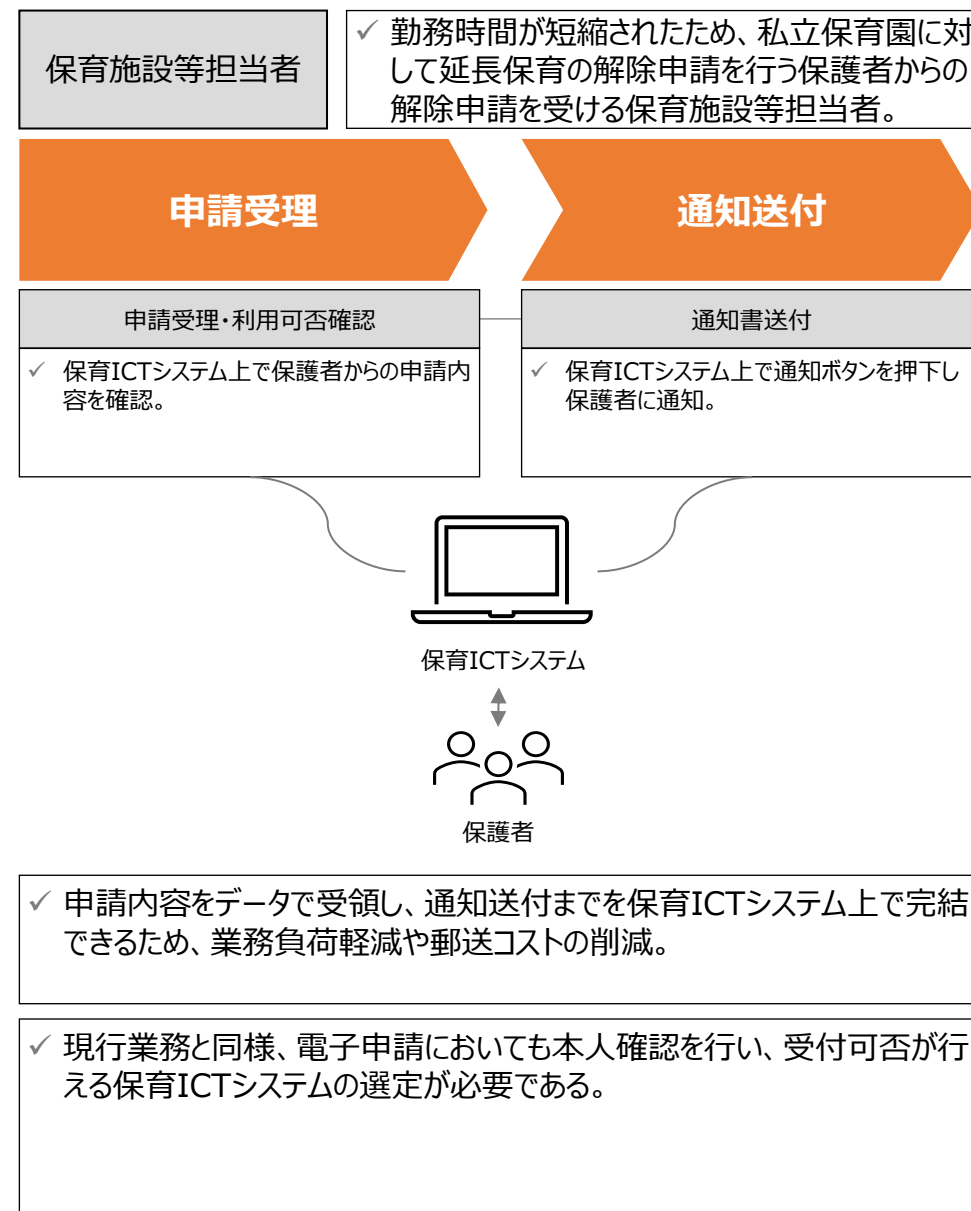 保育施設等担当者
✓ 勤務時間が短縮されたため、私立保育園に対
して延長保育の解除申請を行う保護者からの
解除申請を受ける保育施設等担当者。
申請受理
通知送付
申請受理・利用可否確認
通知書送付
✓ 保育ICTシステム上で保護者からの申請内
容を確認。
✓ 保育ICTシステム上で通知ボタンを押下し
保護者に通知。
保育ICTシステム
保護者
✓ 申請内容をデータで受領し、通知送付までを保育ICTシステム上で完結
できるため、業務負荷軽減や郵送コストの削減。
✓ 現行業務と同様、電子申請においても本人確認を行い、受付可否が行
える保育ICTシステムの選定が必要である。